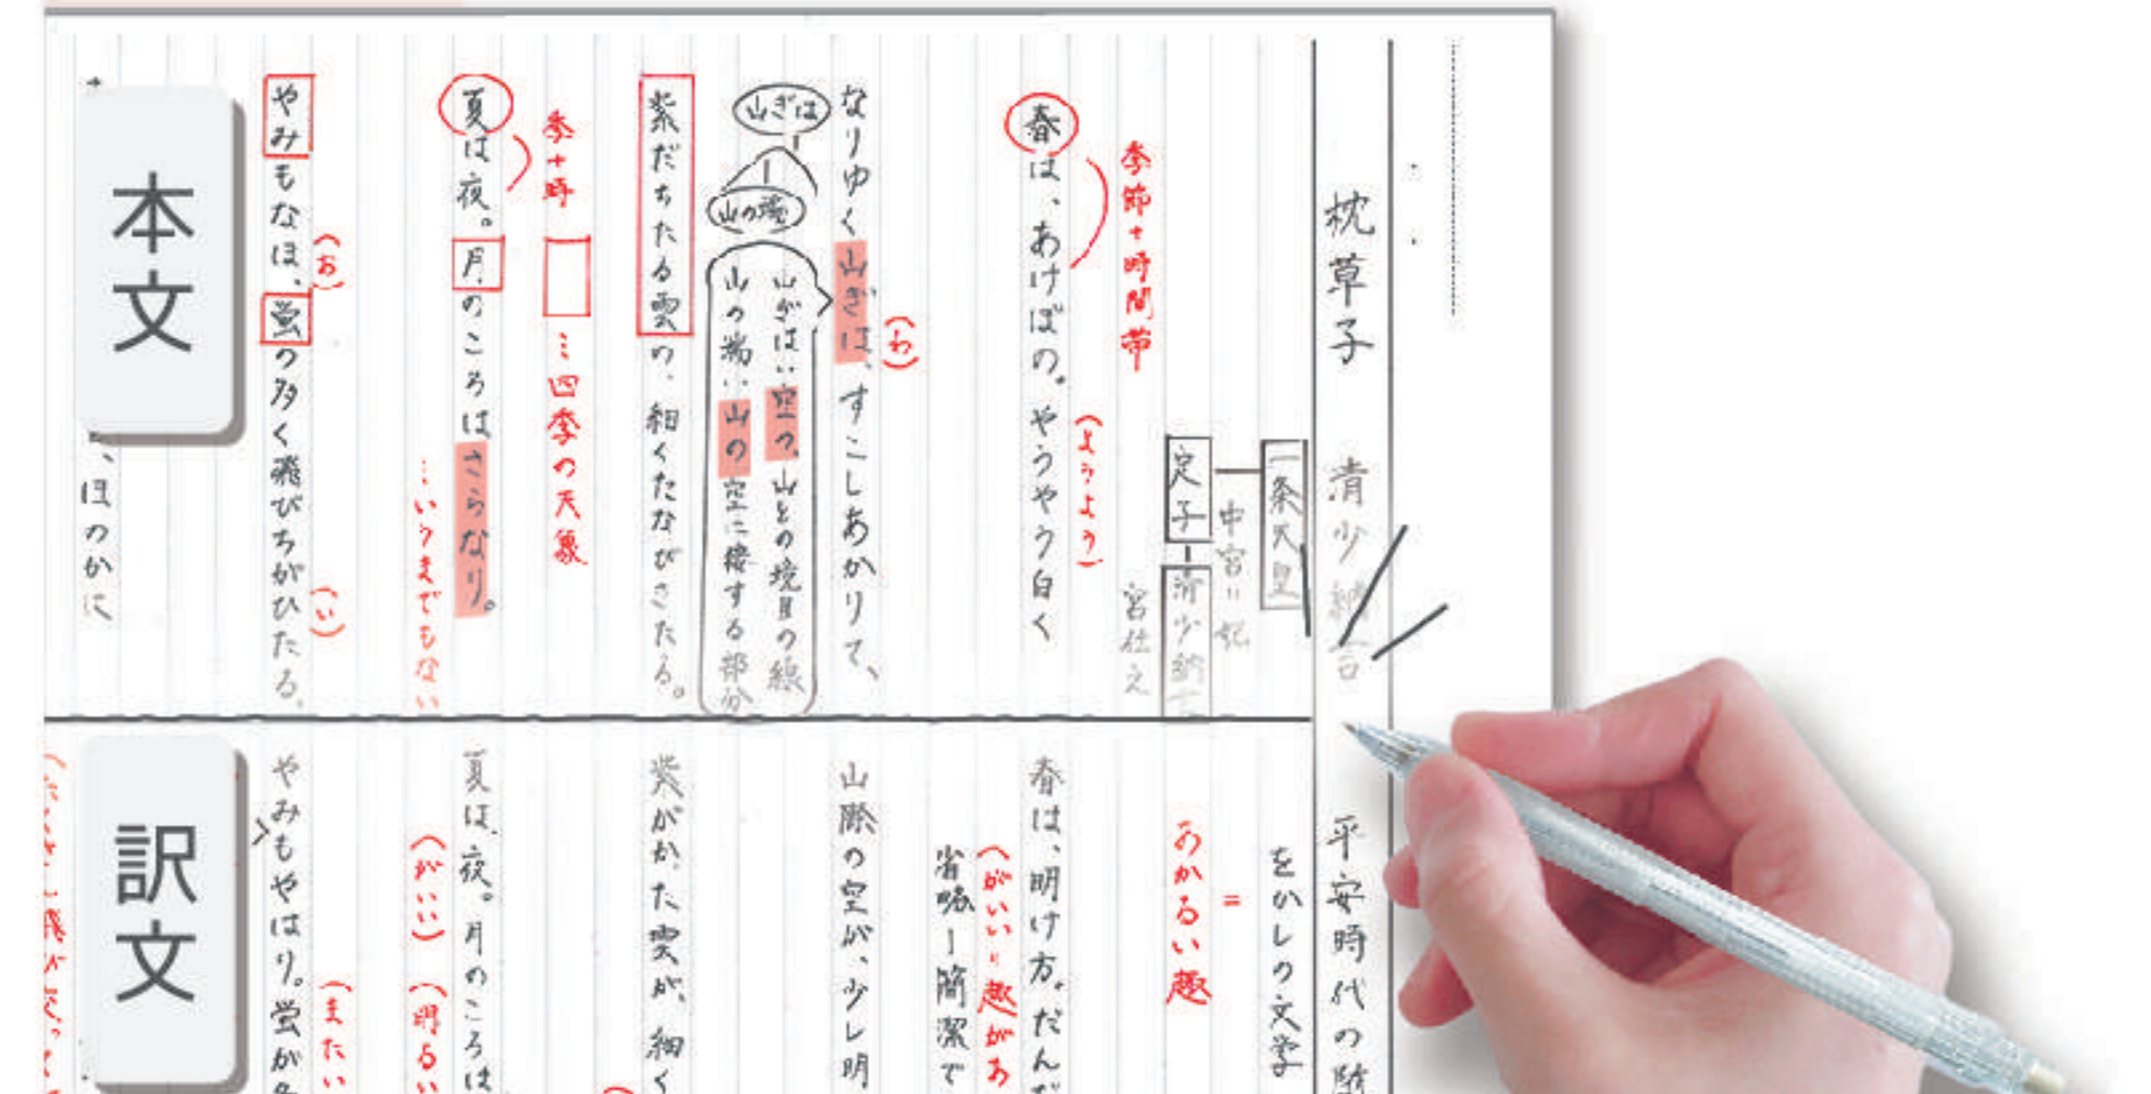 枕草子 清少納言
一条天皇
中宮＝妃
定子
清少納言
宮仕え
季節＋時間帯
春は、あけぼの。やうやう白く
(ようよう)
なりゆく山ぎは、すこしあかりて、
(わ)
山ぎは
山の端
山ぎは…空の、山との境目の線
山の端…山の空に接する部分
紫だちたる雲の、細くたなびきたる。
季＋時
…四季の天象
夏は夜。月のころはさらなり。
…いうまでもない
やみもなほ、蛍の多く飛びちがひたる。
(お)
(い)
、ほのかに
本文
平安時代の随
をかしの文学
＝
あかるい趣
春は、明け方。だんだ
(がいい＝趣があ
省略ー簡潔で
山際の空が、少し明
紫がかった雲が、細く
夏は、夜。月のころは
(がいい)
(明るい
やみもやはり。蛍が多
(またい
訳文